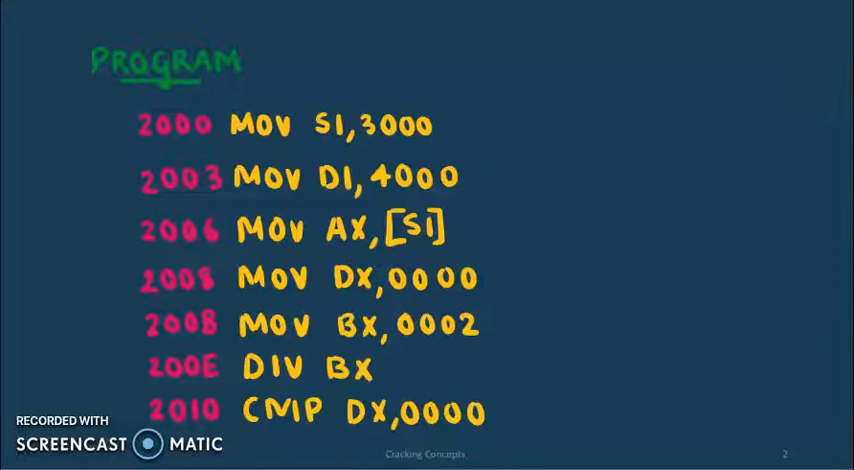 PROGRAM
2000 MOV SI,3000
2003 MOV DI,4000
2006 MOV AX,[SI]
2008 MOV DX,0000
200B MOV BX,0002
200E DIV BX
2010 CMP DX,0000
RECORDED WITH
SCREENCAST MATIC
Cracking Concepts
2